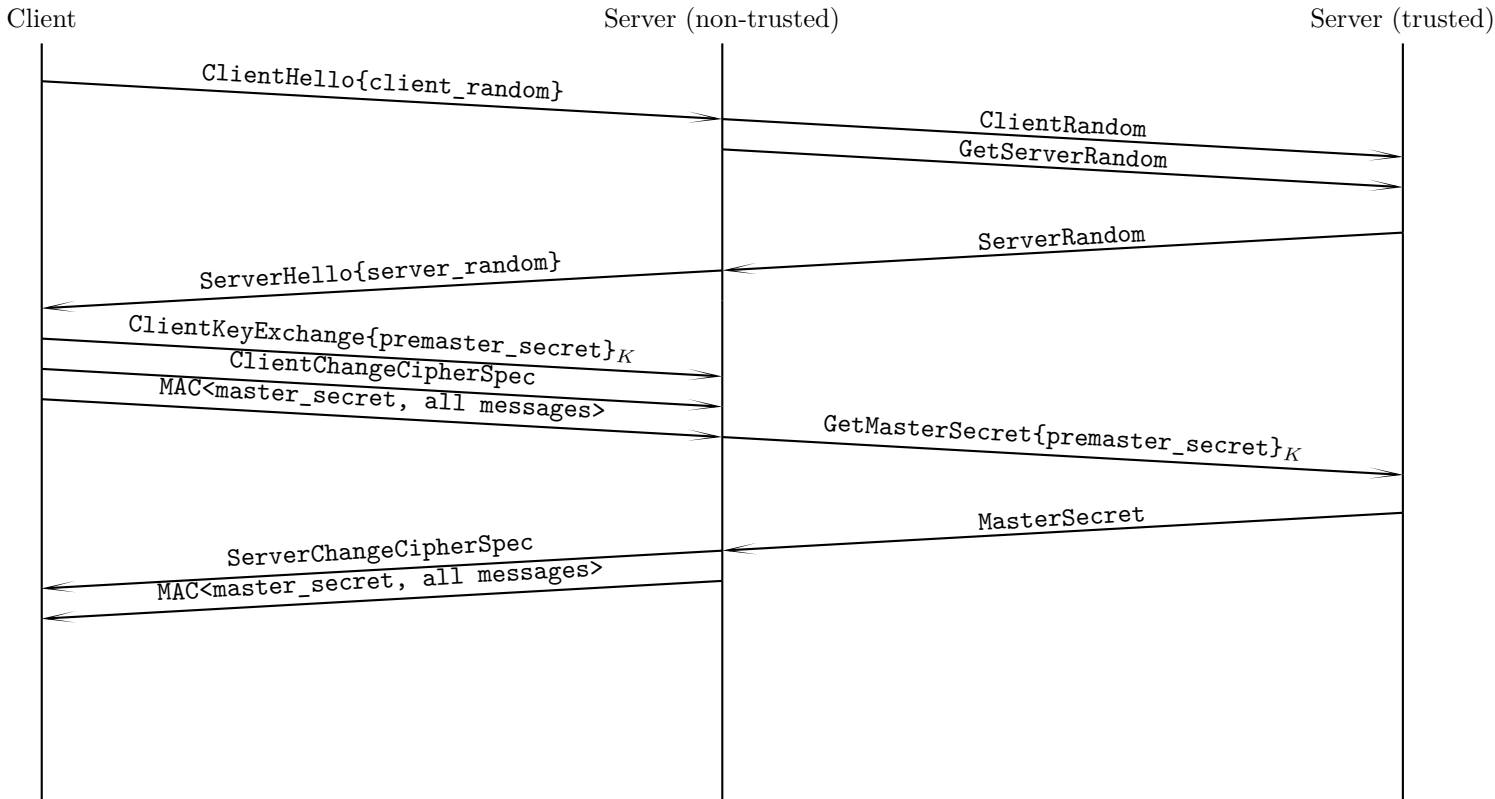 Client
Server (non-trusted)
Server (trusted)
ClientHello{client_random}
ClientRandom
GetServerRandom
ServerRandom
ServerHello{server_random}
ClientKeyExchange{premaster_secret}K
ClientChangeCipherSpec
MAC<master_secret, all messages>
GetMasterSecret{premaster_secret}K
MasterSecret
ServerChangeCipherSpec
MAC<master_secret, all messages>